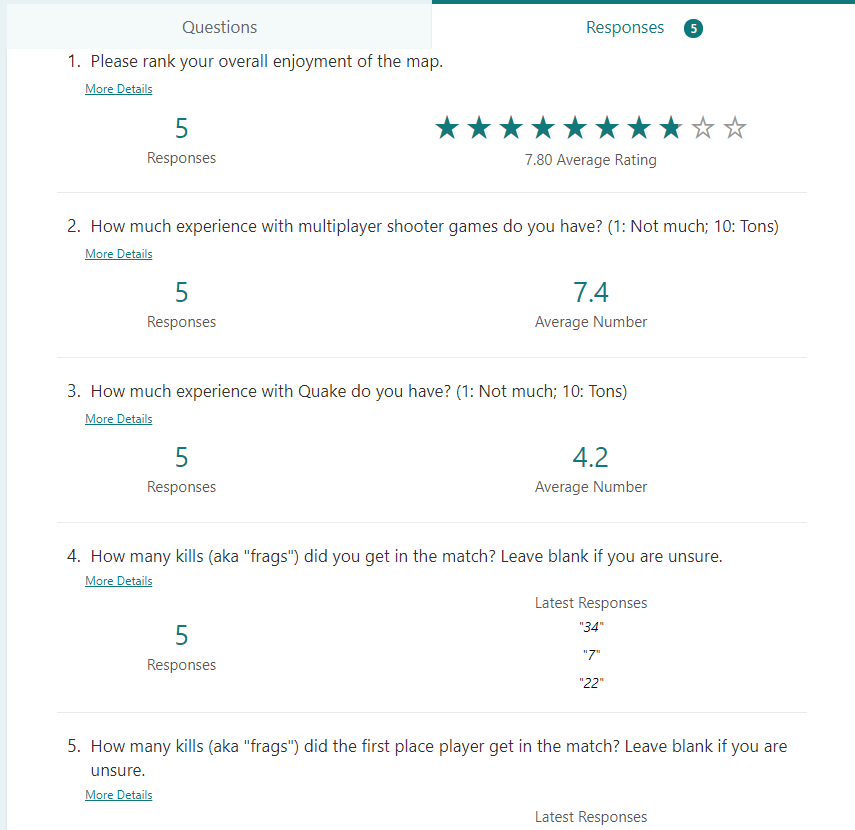 Questions
Responses 5
1. Please rank your overall enjoyment of the map.
More Details
5
Responses
7.80 Average Rating
2. How much experience with multiplayer shooter games do you have? (1: Not much; 10: Tons)
More Details
5
Responses
7.4
Average Number
3. How much experience with Quake do you have? (1: Not much; 10: Tons)
More Details
5
Responses
4.2
Average Number
4. How many kills (aka "frags") did you get in the match? Leave blank if you are unsure.
More Details
5
Responses
Latest Responses
"34"
"7"
"22"
5. How many kills (aka "frags") did the first place player get in the match? Leave blank if you are
unsure.
More Details
Latest Responses